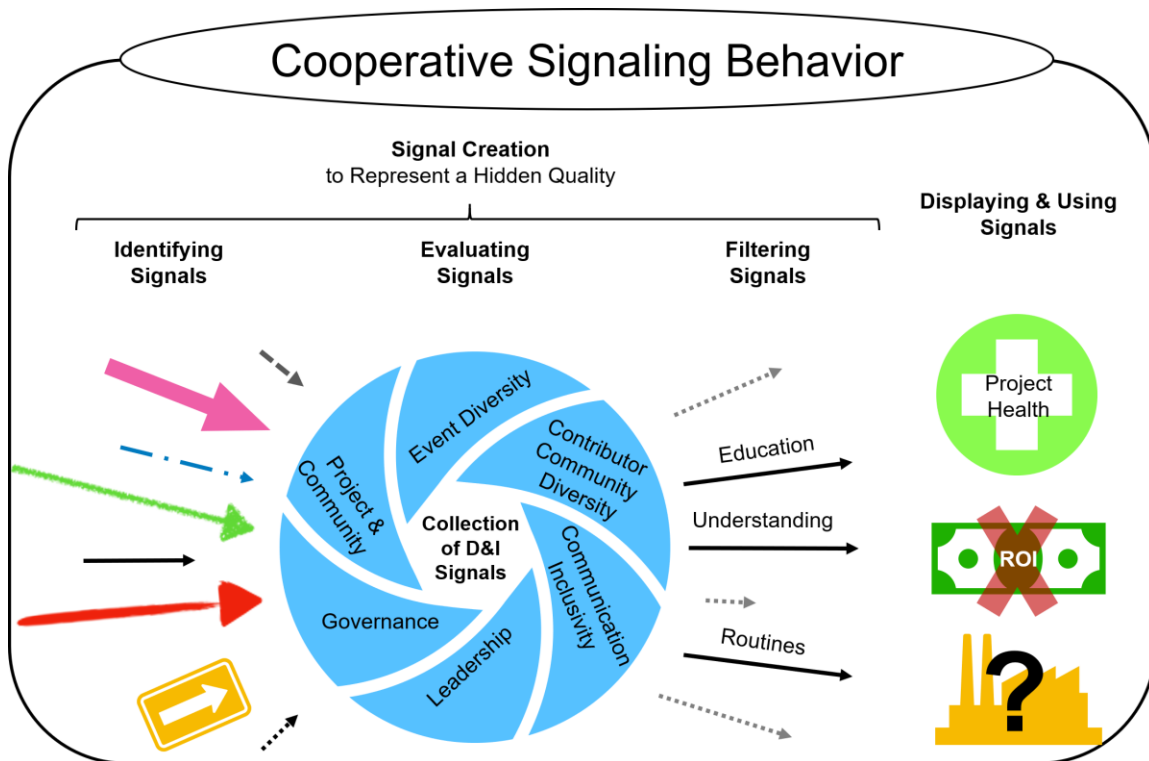 Cooperative Signaling Behavior
Signal Creation
to Represent a Hidden Quality
Displaying & Using
Signals
Identifying
Signals
Evaluating
Signals
Filtering
Signals
Event Diversity
Contributor
Community
Diversity
Project &
Community
Collection
of D&I
Signals
Communication
Inclusivity
Governance
Leadership
Education
Understanding
Routines
Project
Health
ROI
?